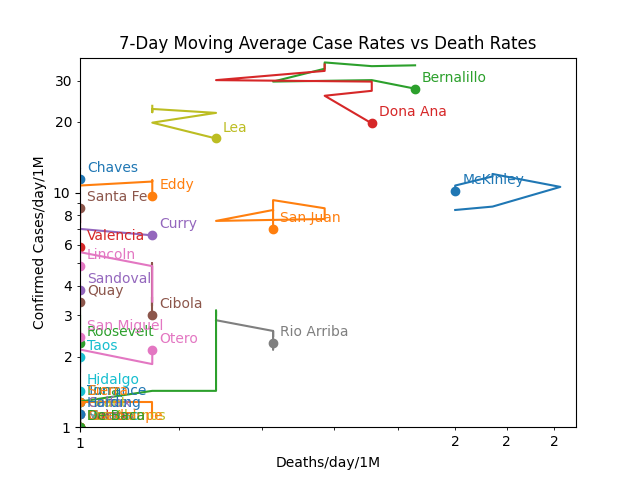 7-Day Moving Average Case Rates vs Death Rates
Confirmed Cases/day/1M
30
20
10
8
6
4
3
2
1
Bernalillo
Dona Ana
Lea
Chaves
McKinley
Eddy
Santa Fe
San Juan
Curry
Valencia
Lincoln
Sandoval
Quay
Cibola
San Miguel
Roosevelt
Otero
Rio Arriba
Taos
Hidalgo
Torrance
Harding
1
2
2
2
Deaths/day/1M